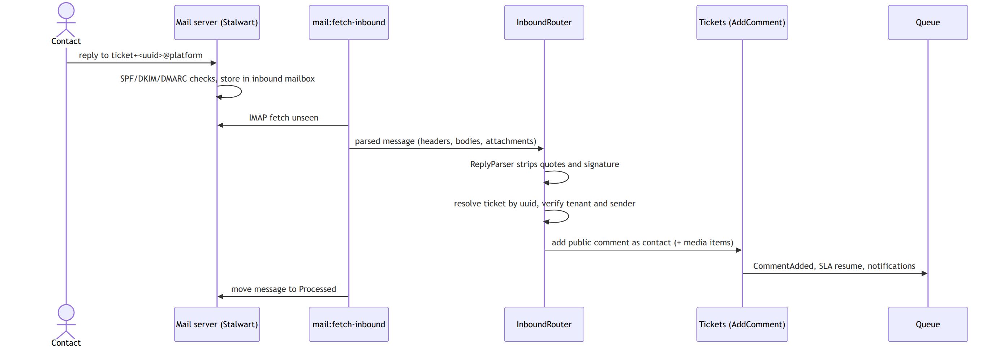 Contact
Mail server (Stalwart)
mail:fetch-inbound
InboundRouter
Tickets (AddComment)
Queue
reply to ticket+<uuid>@platform
SPF/DKIM/DMARC checks, store in inbound mailbox
IMAP fetch unseen
parsed message (headers, bodies, attachments)
ReplyParser strips quotes and signature
resolve ticket by uuid, verify tenant and sender
add public comment as contact (+ media items)
CommentAdded, SLA resume, notifications
move message to Processed
Contact
Mail server (Stalwart)
mail:fetch-inbound
InboundRouter
Tickets (AddComment)
Queue